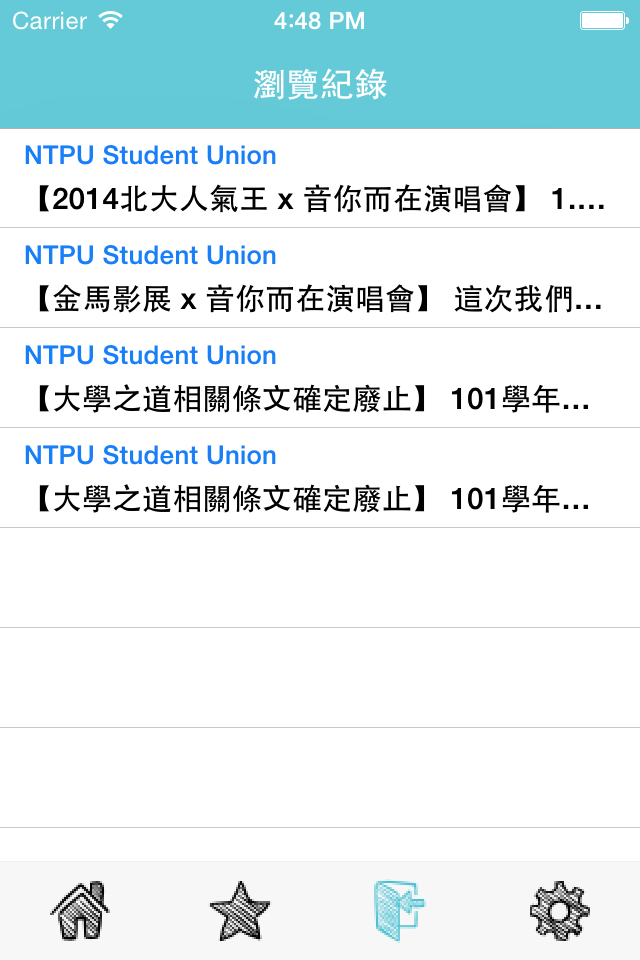 Carrier 4:48 PM
瀏覽紀錄
NTPU Student Union
【2014北大人氣王 x 音你而在演唱會】 1....
NTPU Student Union
【金馬影展 x 音你而在演唱會】 這次我們...
NTPU Student Union
【大學之道相關條文確定廢止】 101學年...
NTPU Student Union
【大學之道相關條文確定廢止】 101學年...